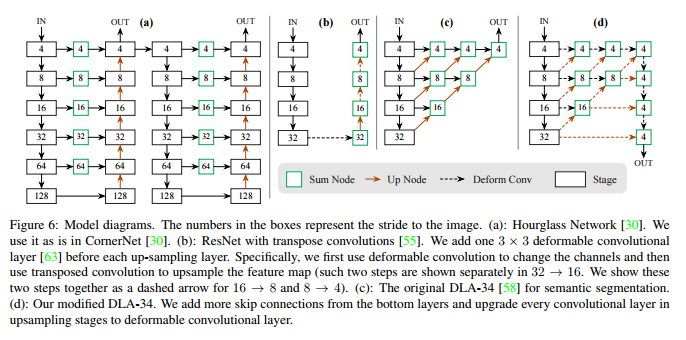 IN OUT (a) OUT IN (b) OUT IN (c) OUT IN (d)
4 4 4 4 4 4 4 4 4 4 4 4 4 4 4 4
8 8 8 8 8 8 8 8 8 8 8 8 8 8 4
16 16 16 16 16 16 16 16 16 16 16 16 4
32 32 32 32 32 32 32 32 32 32 4
OUT
64 64 64 64 64 64
128 128 128 128
Sum Node Up Node Deform Conv Stage
Figure 6: Model diagrams. The numbers in the boxes represent the stride to the image. (a): Hourglass Network [30]. We
use it as is in CornerNet [30]. (b): ResNet with transpose convolutions [55]. We add one 3 × 3 deformable convolutional
layer [63] before each up-sampling layer. Specifically, we first use deformable convolution to change the channels and then
use transposed convolution to upsample the feature map (such two steps are shown separately in 32 → 16. We show
these two steps together as a dashed arrow for 16 → 8 and 8 → 4). (c): The original DLA-34 [58] for semantic segmentation.
(d): Our modified DLA-34. We add more skip connections from the bottom layers and upgrade every convolutional layer in
upsampling stages to deformable convolutional layer.